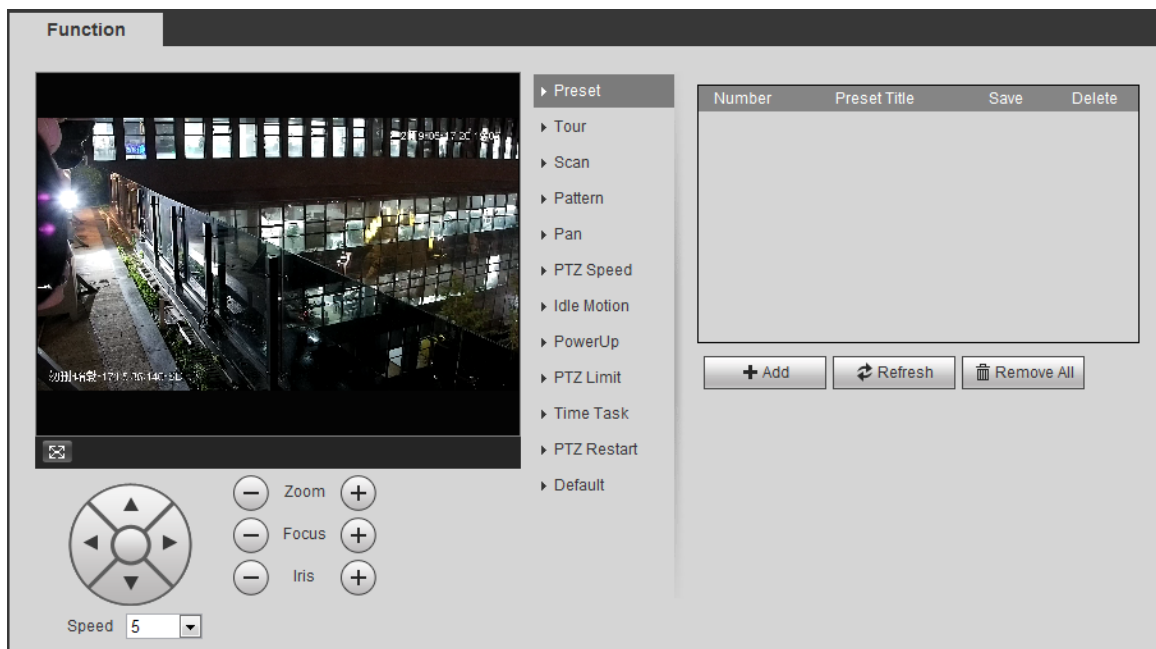 Function
Preset
Tour
Scan
Pattern
Pan
PTZ Speed
Idle Motion
PowerUp
PTZ Limit
Time Task
PTZ Restart
Default
Number Preset Title Save Delete
Add Refresh Remove All
Zoom
Focus
Iris
Speed 5